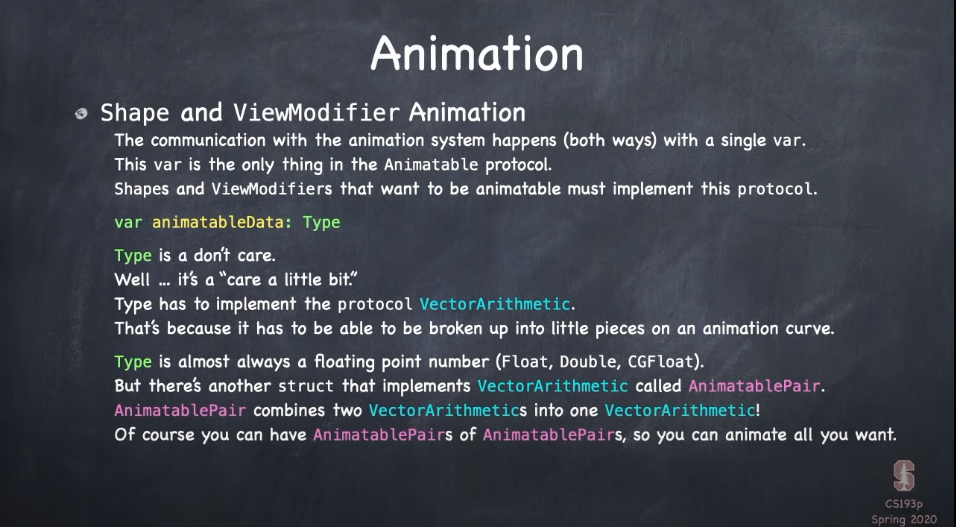 Animation
Shape and ViewModifier Animation
The communication with the animation system happens (both ways) with a single var.
This var is the only thing in the Animatable protocol.
Shapes and ViewModifiers that want to be animatable must implement this protocol.
var animatableData: Type
Type is a don't care.
Well ... it's a "care a little bit."
Type has to implement the protocol VectorArithmetic.
That's because it has to be able to be broken up into little pieces on an animation curve.
Type is almost always a floating point number (Float, Double, CGFloat).
But there's another struct that implements VectorArithmetic called AnimatablePair.
AnimatablePair combines two VectorArithmetics into one VectorArithmetic!
Of course you can have AnimatablePairs of AnimatablePairs, so you can animate all you want.
S
CS193p
Spring 2020